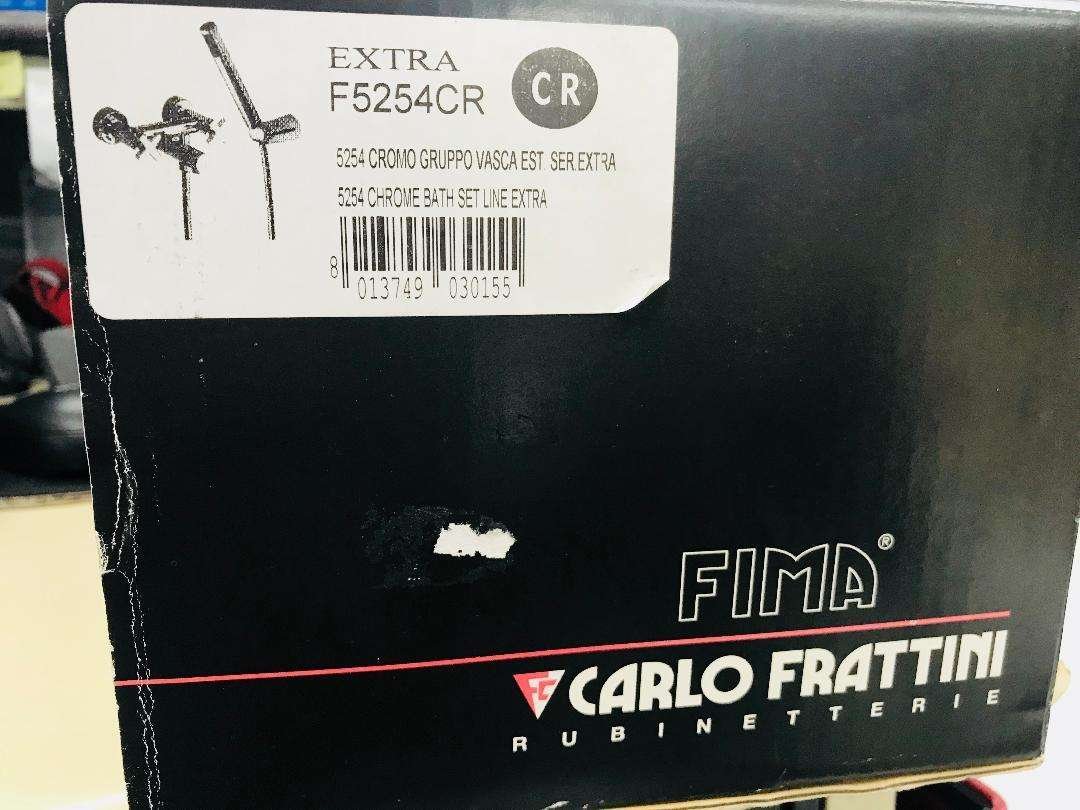 EXTRA
F5254CR
CR
5254 CROMO GRUPPO VASCA EST. SER.EXTRA
5254 CHROME BATH SET LINE EXTRA
8 013749 030155
FIMA®
FG CARLO FRATTINI
RUBINETTERIE